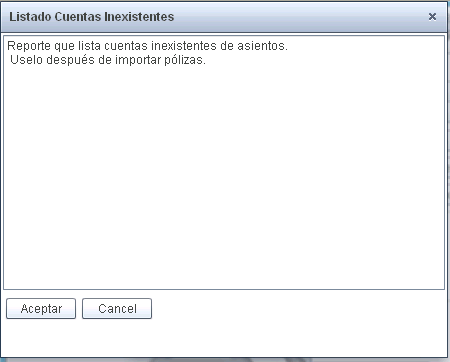 Listado Cuentas Inexistentes
Reporte que lista cuentas inexistentes de asientos.
Uselo después de importar pólizas.
Aceptar
Cancel